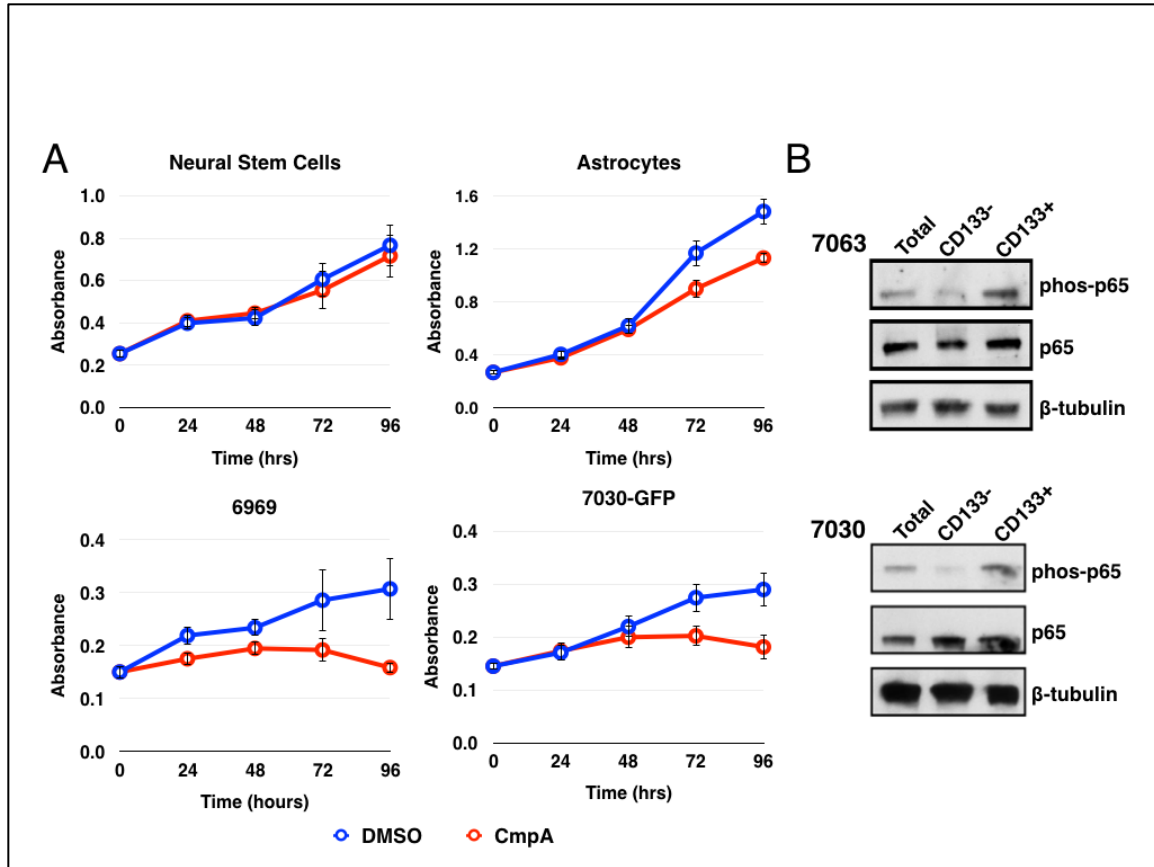 A
Neural Stem Cells
Absorbance
1.0
0.8
0.6
0.4
0.2
0.0
0 24 48 72 96
Time (hrs)
Astrocytes
Absorbance
1.6
1.2
0.8
0.4
0.0
0 24 48 72 96
Time (hrs)
6969
Absorbance
0.4
0.3
0.2
0.1
0.0
0 24 48 72 96
Time (hours)
7030-GFP
Absorbance
0.4
0.3
0.2
0.1
0.0
0 24 48 72 96
Time (hrs)
DMSO CmpA
B
7063
Total CD133- CD133+
phos-p65
p65
β-tubulin
7030
Total CD133- CD133+
phos-p65
p65
β-tubulin